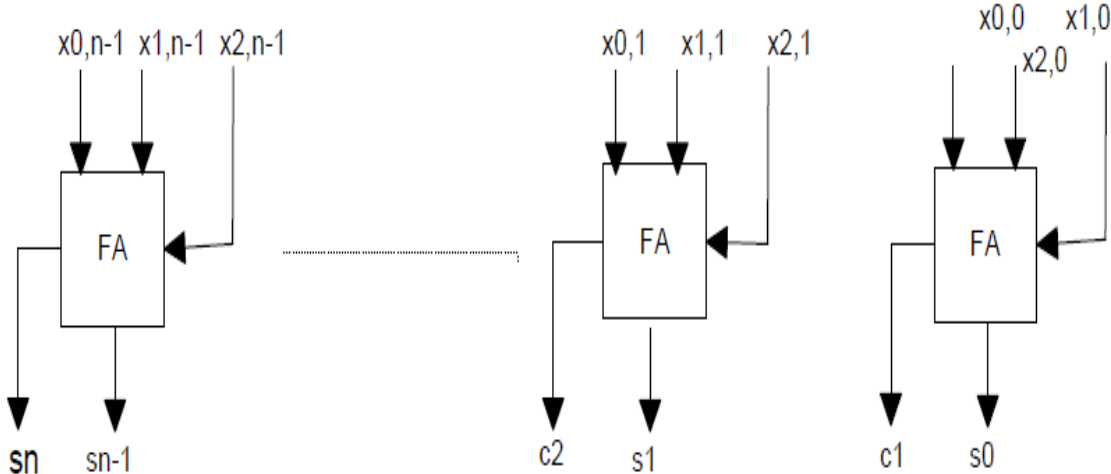 x0,n-1 x1,n-1 x2,n-1
x0,1 x1,1 x2,1
x0,0 x1,0
x2,0
FA
FA
FA
sn sn-1
c2 s1
c1 s0